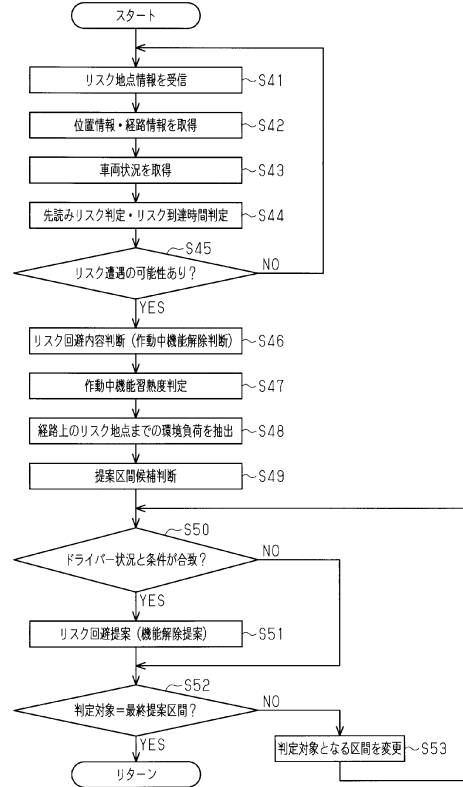 スタート
リスク地点情報を受信
S41
位置情報・経路情報を取得
S42
車両状況を取得
S43
先読みリスク判定・リスク到達時間判定
S44
S45
リスク遭遇の可能性あり?
NO
YES
リスク回避内容判断(作動中機能解除判断)
S46
作動中機能習熟度判定
S47
経路上のリスク地点までの環境負荷を抽出
S48
提案区間候補判断
S49
S50
ドライバー状況と条件が合致?
NO
YES
リスク回避提案(機能解除提案)
S51
S52
判定対象=最終提案区間?
NO
YES
判定対象となる区間を変更
S53
リターン